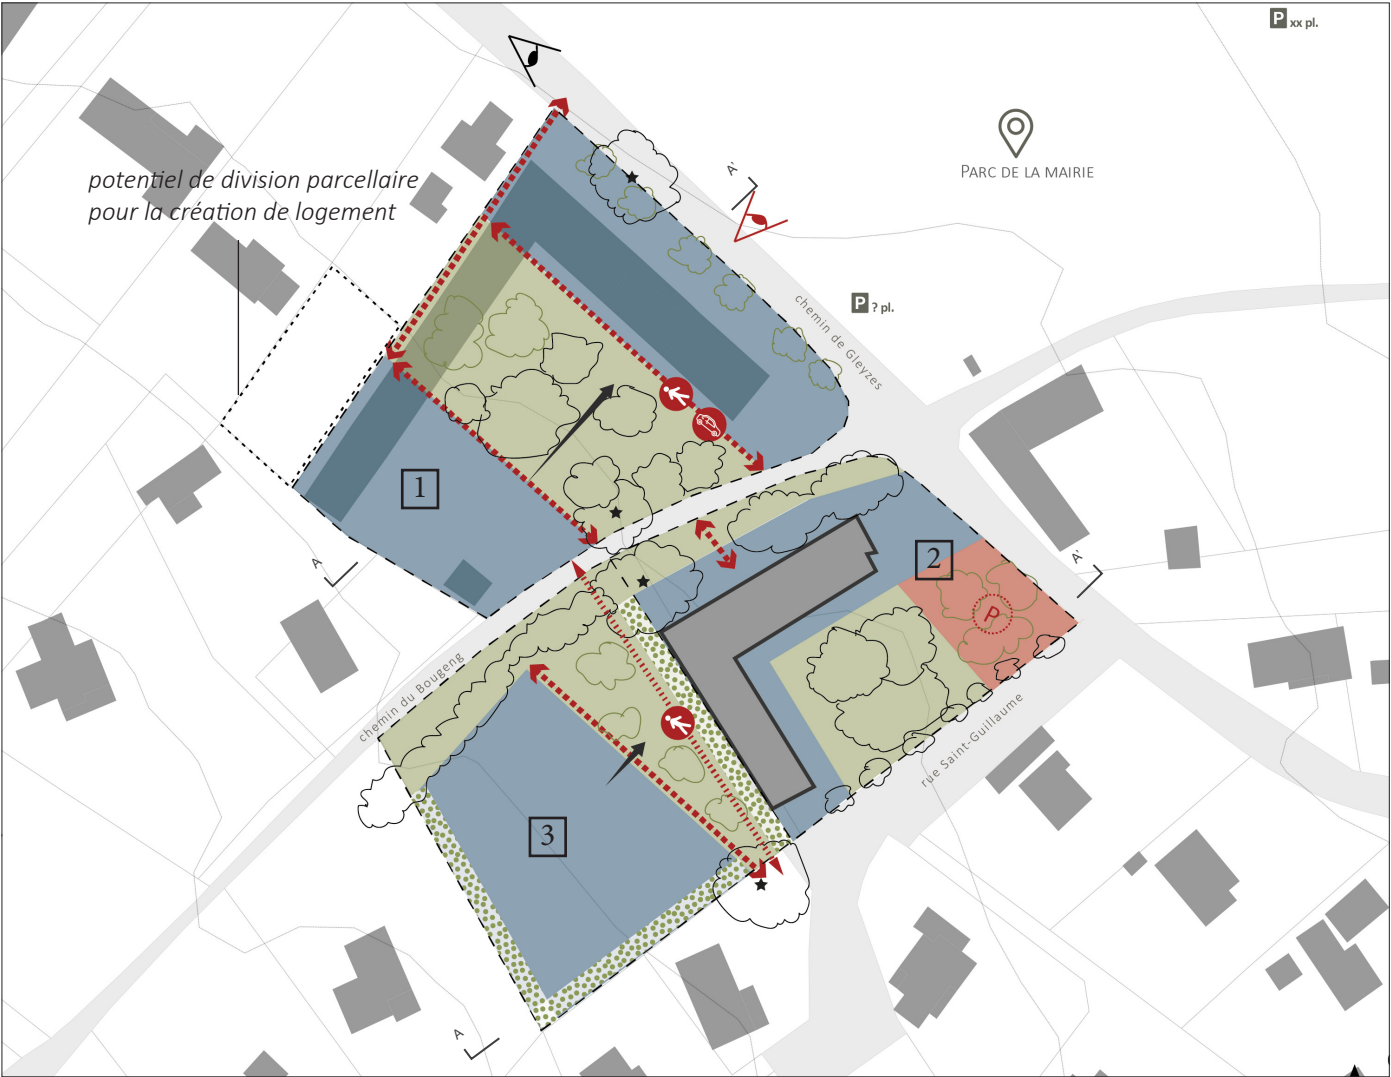 P xx pl.
PARC DE LA MAIRIE
A'
potentiel de division parcellaire
pour la création de logement
P ? pl.
chemin de Gleyzes
1
2
A
A'
P
chemin du Bougeng
rue Saint-Guillaume
3
A